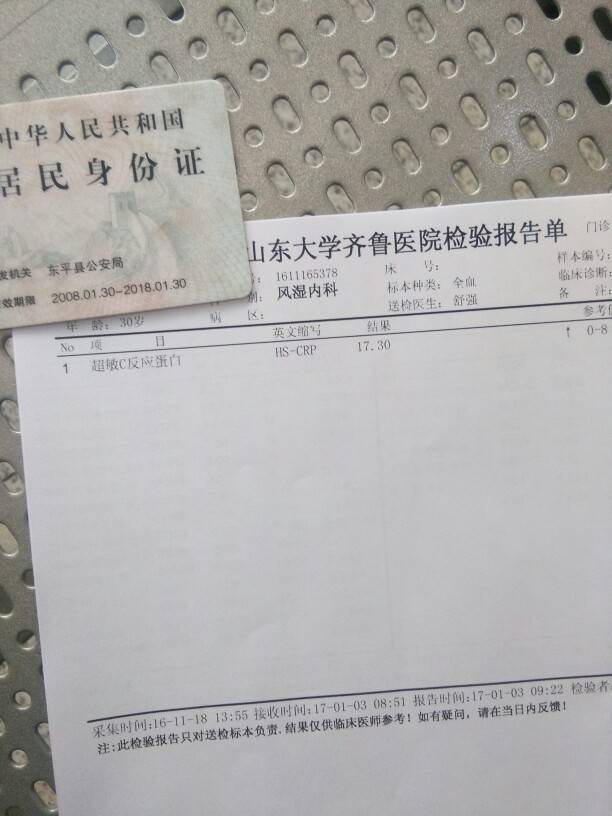 中华人民共和国
居民身份证
发机关 东平县公安局
效期限 2008.01.30-2018.01.30
山东大学齐鲁医院检验报告单
门诊
号: 1611165378 床 号: 样本编号:
别: 风湿内科 标本种类: 全血 临床诊断:
年 龄: 30岁 病 区: 送检医生: 舒强 备 注:
No 项 目 英文缩写 结果 参考
1 超敏C反应蛋白 HS-CRP 17.30 ↑ 0-8
采集时间:16-11-18 13:55 接收时间:17-01-03 08:51 报告时间:17-01-03 09:22 检验者
注:此检验报告只对送检标本负责.结果仅供临床医师参考! 如有疑问, 请在当日内反馈!